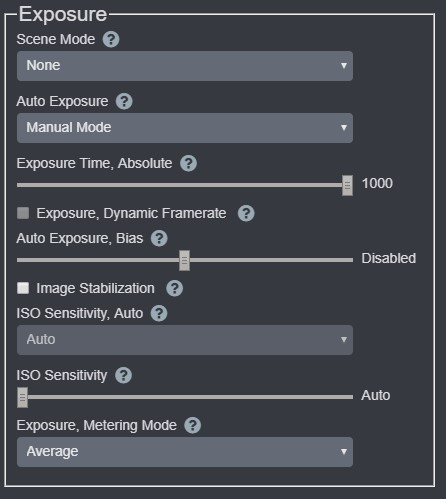 Exposure
Scene Mode ?
None
Auto Exposure ?
Manual Mode
Exposure Time, Absolute ?
1000
Exposure, Dynamic Framerate ?
Auto Exposure, Bias ?
Disabled
Image Stabilization ?
ISO Sensitivity, Auto ?
Auto
ISO Sensitivity ?
Auto
Exposure, Metering Mode ?
Average